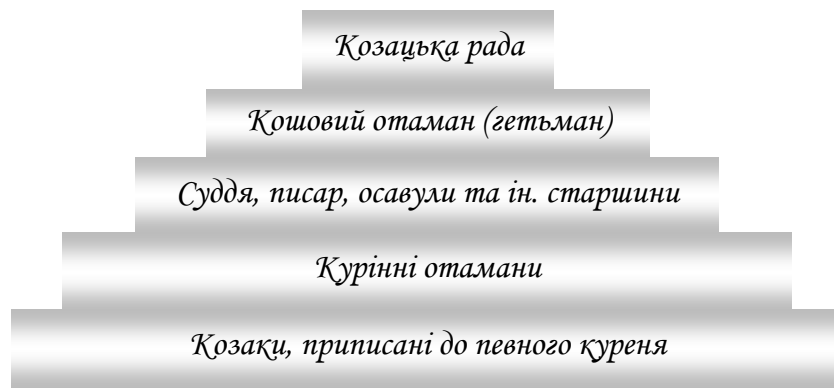 Козацька рада
Кошовий отаман (гетьман)
Суддя, писар, осавули та ін. старшини
Курінні отамани
Козаки, приписані до певного куреня